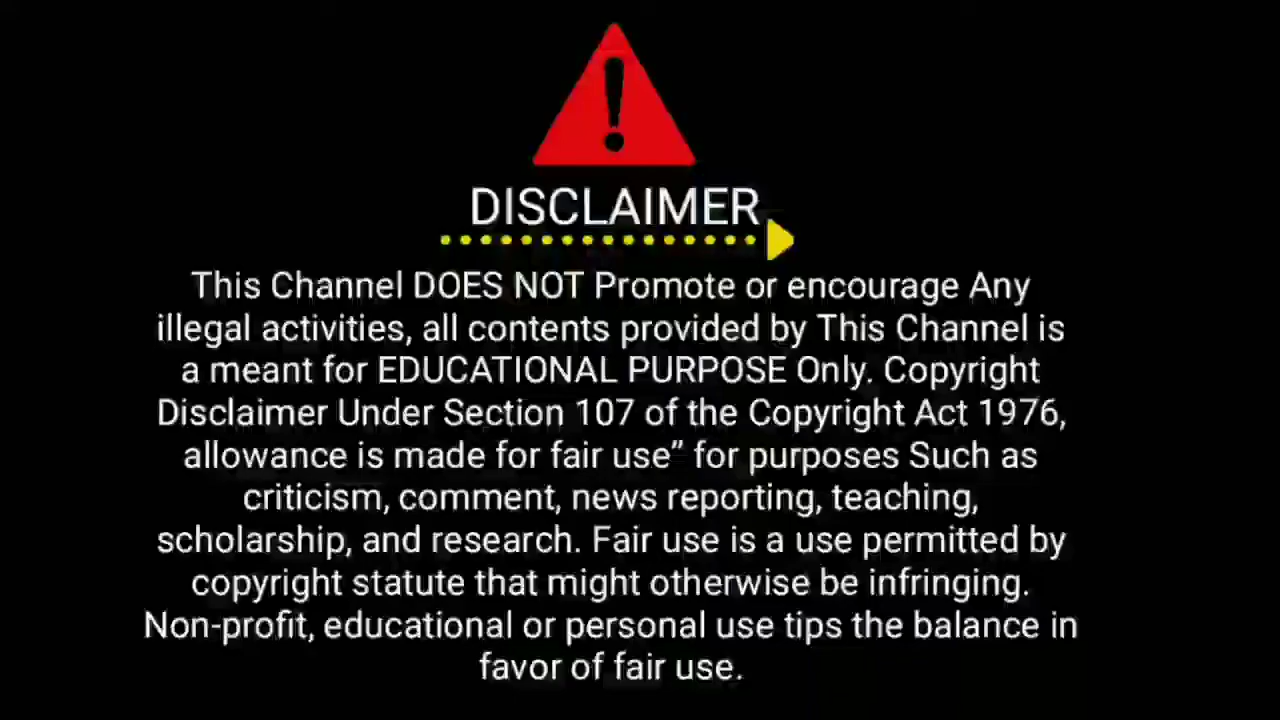 DISCLAIMER
This Channel DOES NOT Promote or encourage Any
illegal activities, all contents provided by This Channel is
a meant for EDUCATIONAL PURPOSE Only. Copyright
Disclaimer Under Section 107 of the Copyright Act 1976,
allowance is made for fair use” for purposes Such as
criticism, comment, news reporting, teaching,
scholarship, and research. Fair use is a use permitted by
copyright statute that might otherwise be infringing.
Non-profit, educational or personal use tips the balance in
favor of fair use.